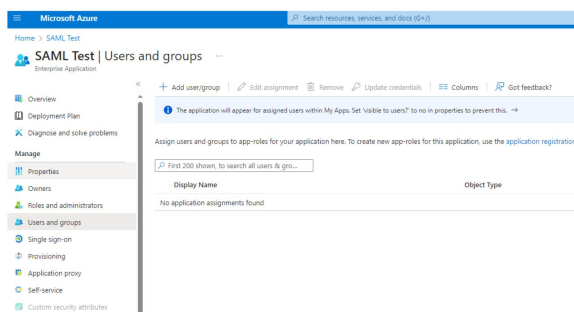 Microsoft Azure
Search resources, services, and docs (G+/)
Home > SAML Test
SAML Test | Users and groups ...
Enterprise Application
Overview
Deployment Plan
Diagnose and solve problems
Manage
Properties
Owners
Roles and administrators
Users and groups
Single sign-on
Provisioning
Application proxy
Self-service
Custom security attributes
Add user/group
Edit assignment
Remove
Update credentials
Columns
Got feedback?
The application will appear for assigned users within My Apps. Set 'visible to users?' to no in properties to prevent this. →
Assign users and groups to app-roles for your application here. To create new app-roles for this application, use the application registration
First 200 shown, to search all users & gro...
Display Name
Object Type
No application assignments found